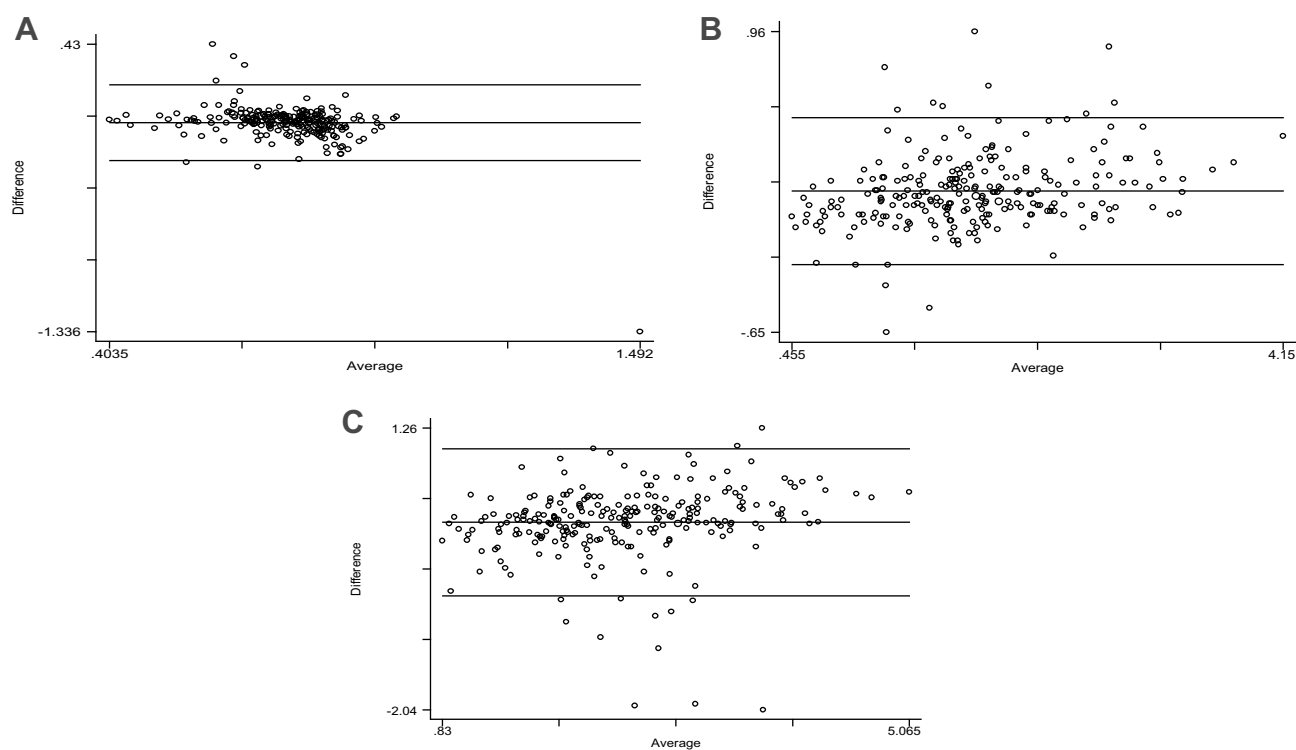 A
.43
Difference
-1.336
.4035
1.492
Average
B
.96
Difference
-.65
.455
4.15
Average
C
1.26
Difference
-2.04
.83
5.065
Average